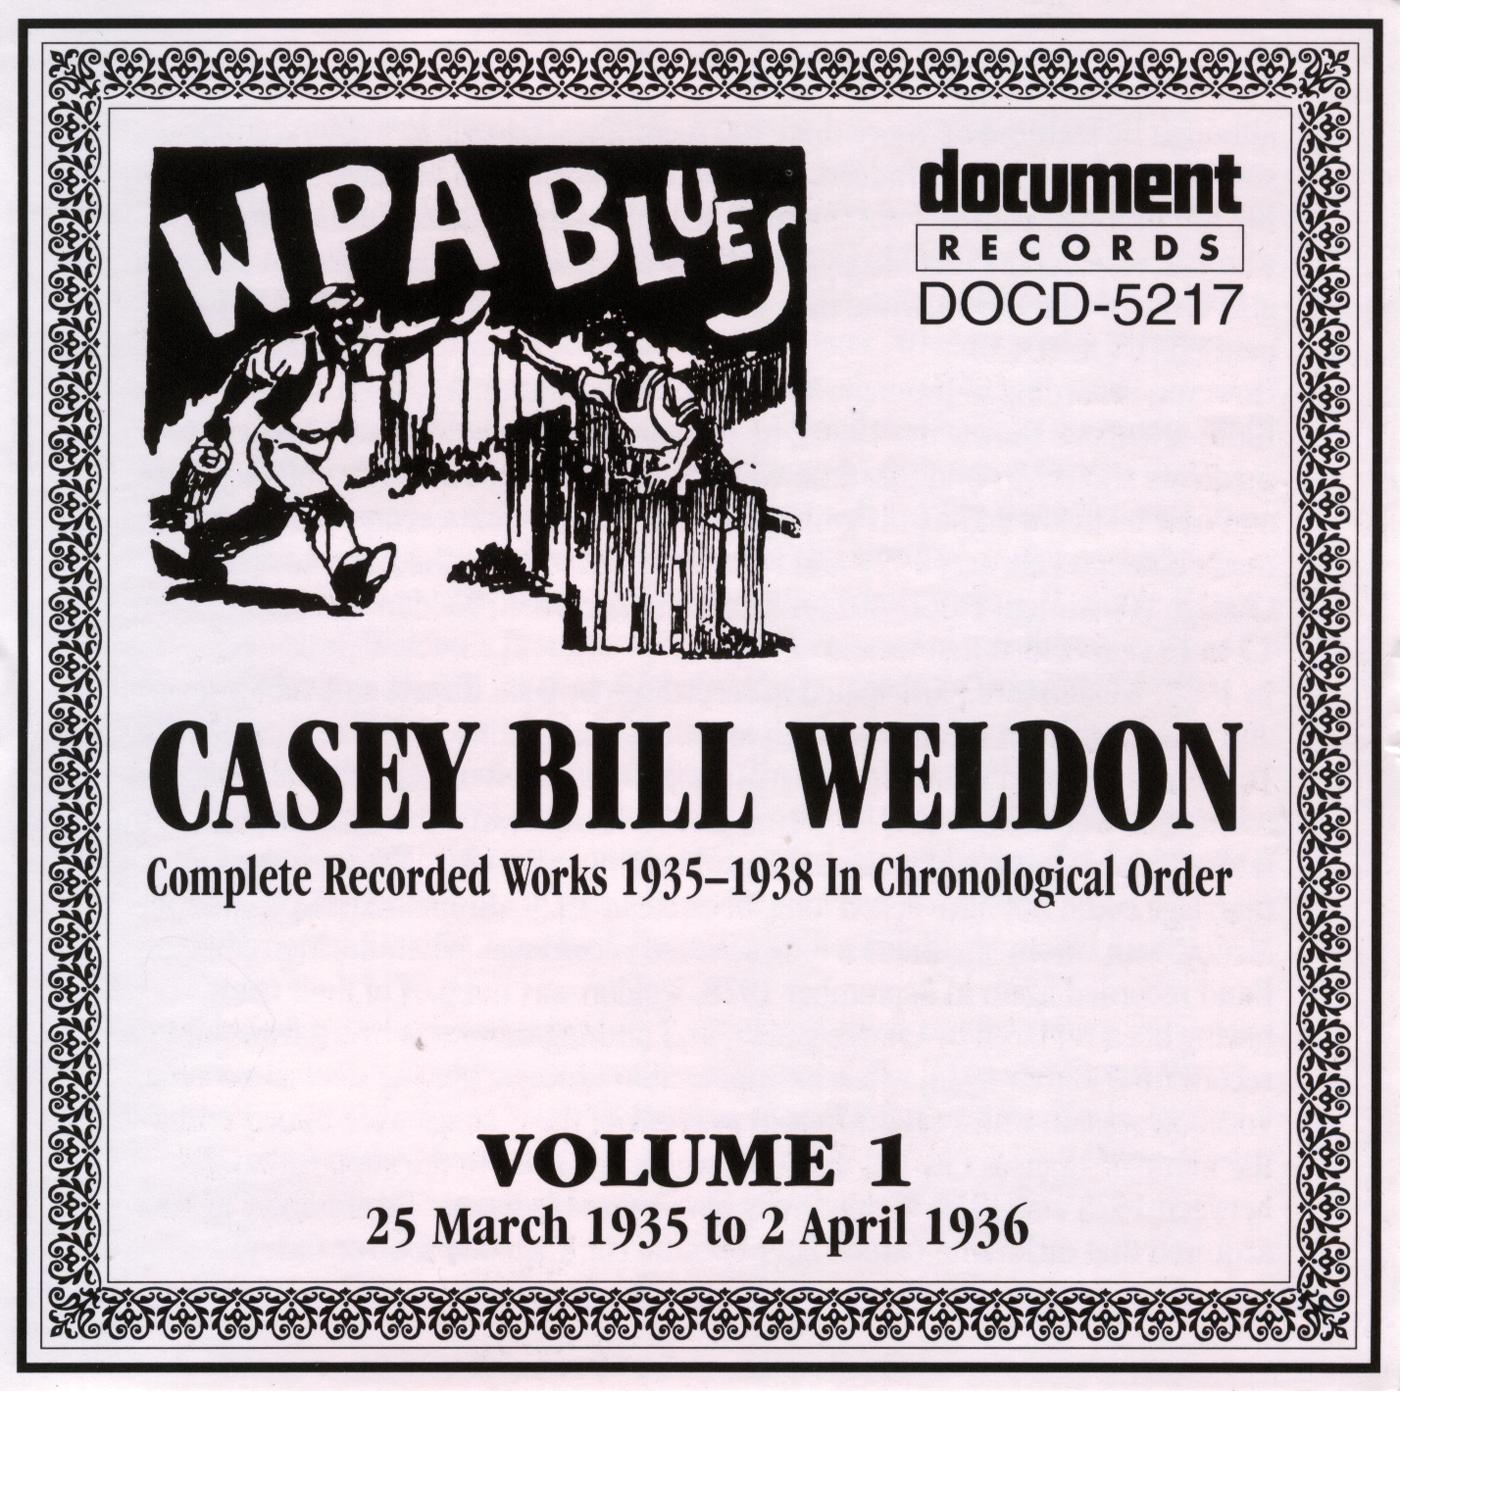 WPA BLUES
document
RECORDS
DOCD-5217
CASEY BILL WELDON
Complete Recorded Works 1935–1938 In Chronological Order
VOLUME 1
25 March 1935 to 2 April 1936